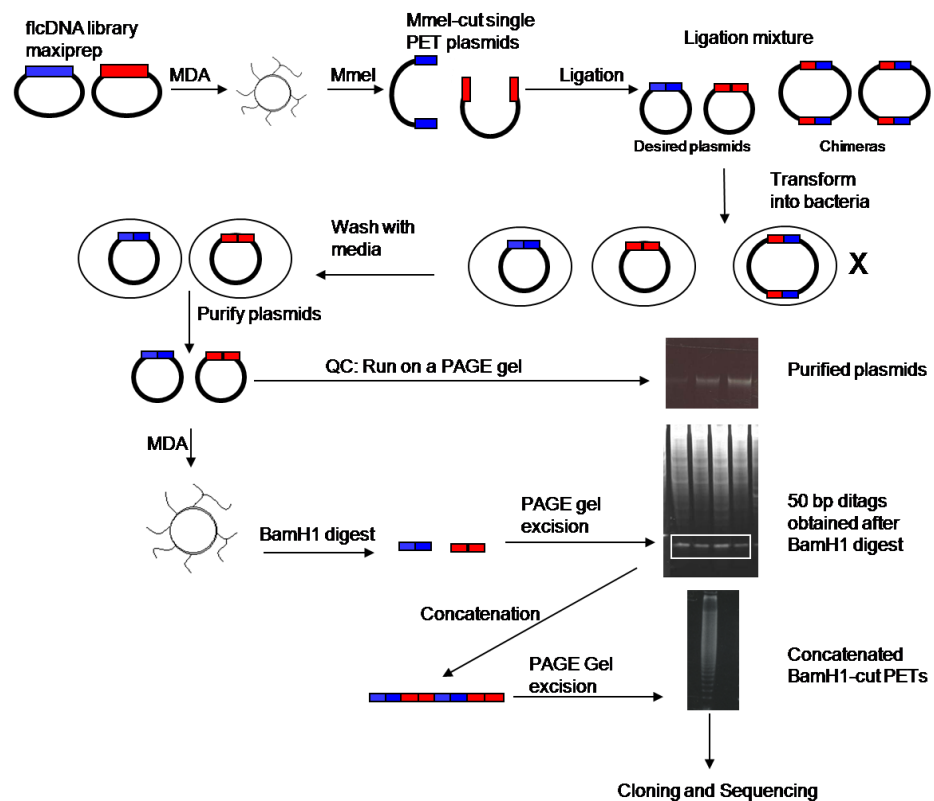 flcDNA library
maxiprep
MDA
MmeI
MmeI-cut single
PET plasmids
Ligation
Ligation mixture
Desired plasmids
Chimeras
Transform
into bacteria
X
Wash with
media
Purify plasmids
QC: Run on a PAGE gel
Purified plasmids
MDA
BamH1 digest
PAGE gel
excision
50 bp ditags
obtained after
BamH1 digest
Concatenation
PAGE Gel
excision
Concatenated
BamH1-cut PETs
Cloning and Sequencing